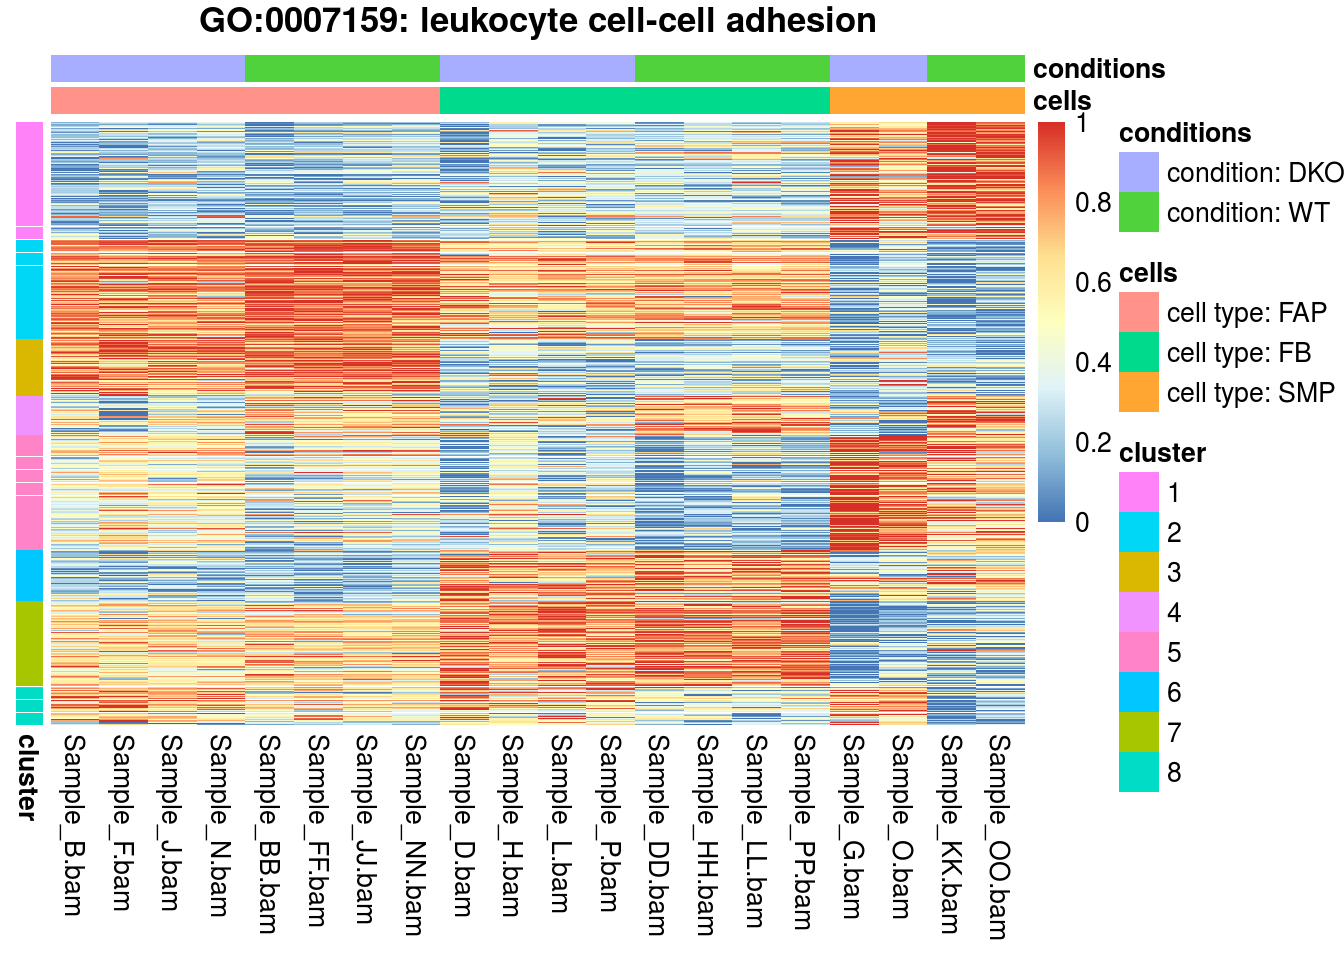 GO:0007159: leukocyte cell-cell adhesion
conditions
cells
1
0.8
0.6
0.4
0.2
0
conditions
condition: DKO
condition: WT
cells
cell type: FAP
cell type: FB
cell type: SMP
cluster
1
2
3
4
5
6
7
8
cluster
Sample_B.bam
Sample_F.bam
Sample_J.bam
Sample_N.bam
Sample_BB.bam
Sample_FF.bam
Sample_JJ.bam
Sample_NN.bam
Sample_D.bam
Sample_H.bam
Sample_L.bam
Sample_P.bam
Sample_DD.bam
Sample_HH.bam
Sample_LL.bam
Sample_PP.bam
Sample_G.bam
Sample_O.bam
Sample_KK.bam
Sample_OO.bam